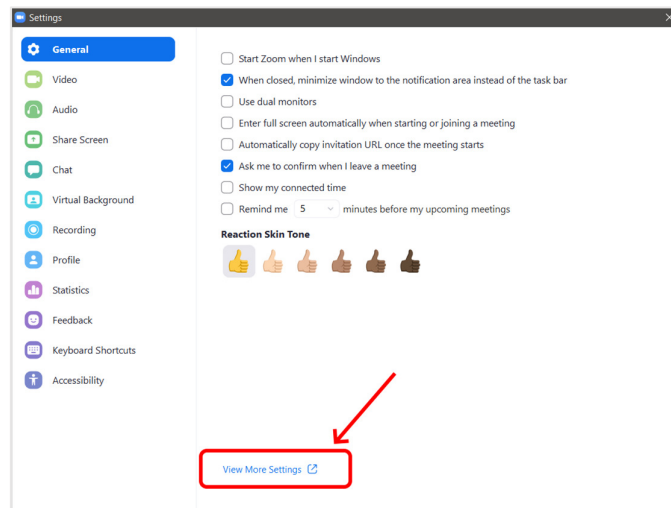 Settings
General
Video
Audio
Share Screen
Chat
Virtual Background
Recording
Profile
Statistics
Feedback
Keyboard Shortcuts
Accessibility
Start Zoom when I start Windows
When closed, minimize window to the notification area instead of the task bar
Use dual monitors
Enter full screen automatically when starting or joining a meeting
Automatically copy invitation URL once the meeting starts
Ask me to confirm when I leave a meeting
Show my connected time
Remind me 5 minutes before my upcoming meetings
Reaction Skin Tone
View More Settings